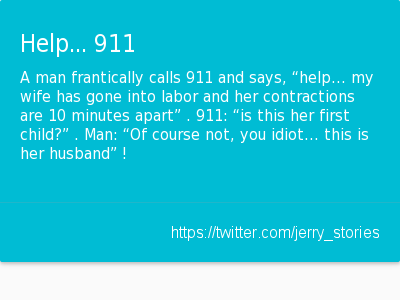 Help... 911
A man frantically calls 911 and says, “help... my
wife has gone into labor and her contractions
are 10 minutes apart” . 911: “is this her first
child?” . Man: “Of course not, you idiot... this is
her husband” !
https://twitter.com/jerry_stories